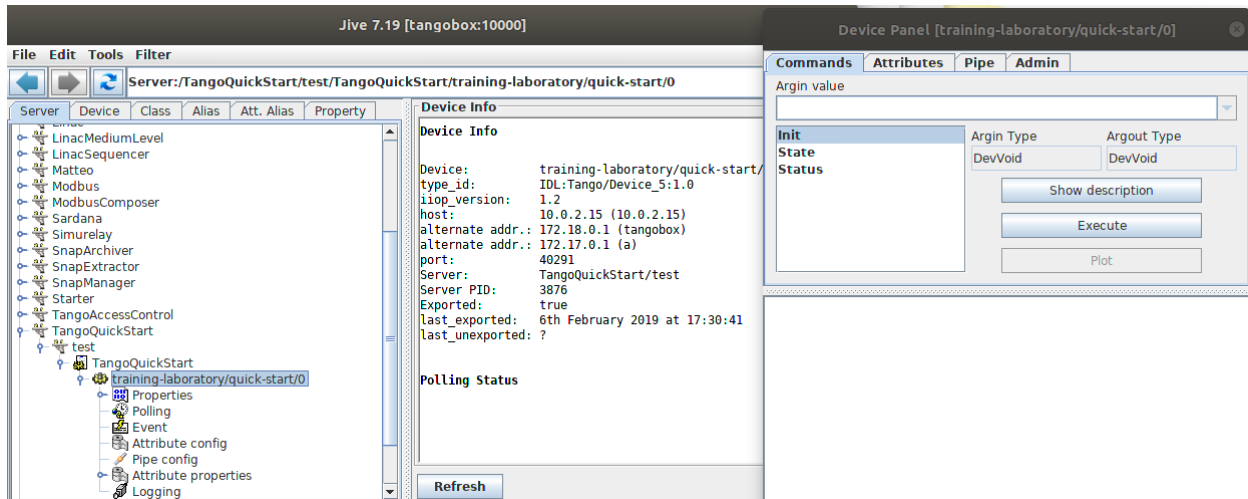 Jive 7.19 [tangobox:10000]
File Edit Tools Filter
Server:/TangoQuickStart/test/TangoQuickStart/training-laboratory/quick-start/0
Server Device Class Alias Att. Alias Property
LinacMediumLevel
LinacSequencer
Matteo
Modbus
ModbusComposer
Sardana
Simurelay
SnapArchiver
SnapExtractor
SnapManager
Starter
TangoAccessControl
TangoQuickStart
test
TangoQuickStart
training-laboratory/quick-start/0
Properties
Polling
Event
Attribute config
Pipe config
Attribute properties
Logging
Device Info
Device Info
Device: training-laboratory/quick-start/
type_id: IDL:Tango/Device_5:1.0
iiop_version: 1.2
host: 10.0.2.15 (10.0.2.15)
alternate addr.: 172.18.0.1 (tangobox)
alternate addr.: 172.17.0.1 (a)
port: 40291
Server: TangoQuickStart/test
Server PID: 3876
Exported: true
last_exported: 6th February 2019 at 17:30:41
last_unexported: ?
Polling Status
Refresh
Device Panel [training-laboratory/quick-start/0]
Commands Attributes Pipe Admin
Argin value
Init
State
Status
Argin Type Argout Type
DevVoid DevVoid
Show description
Execute
Plot